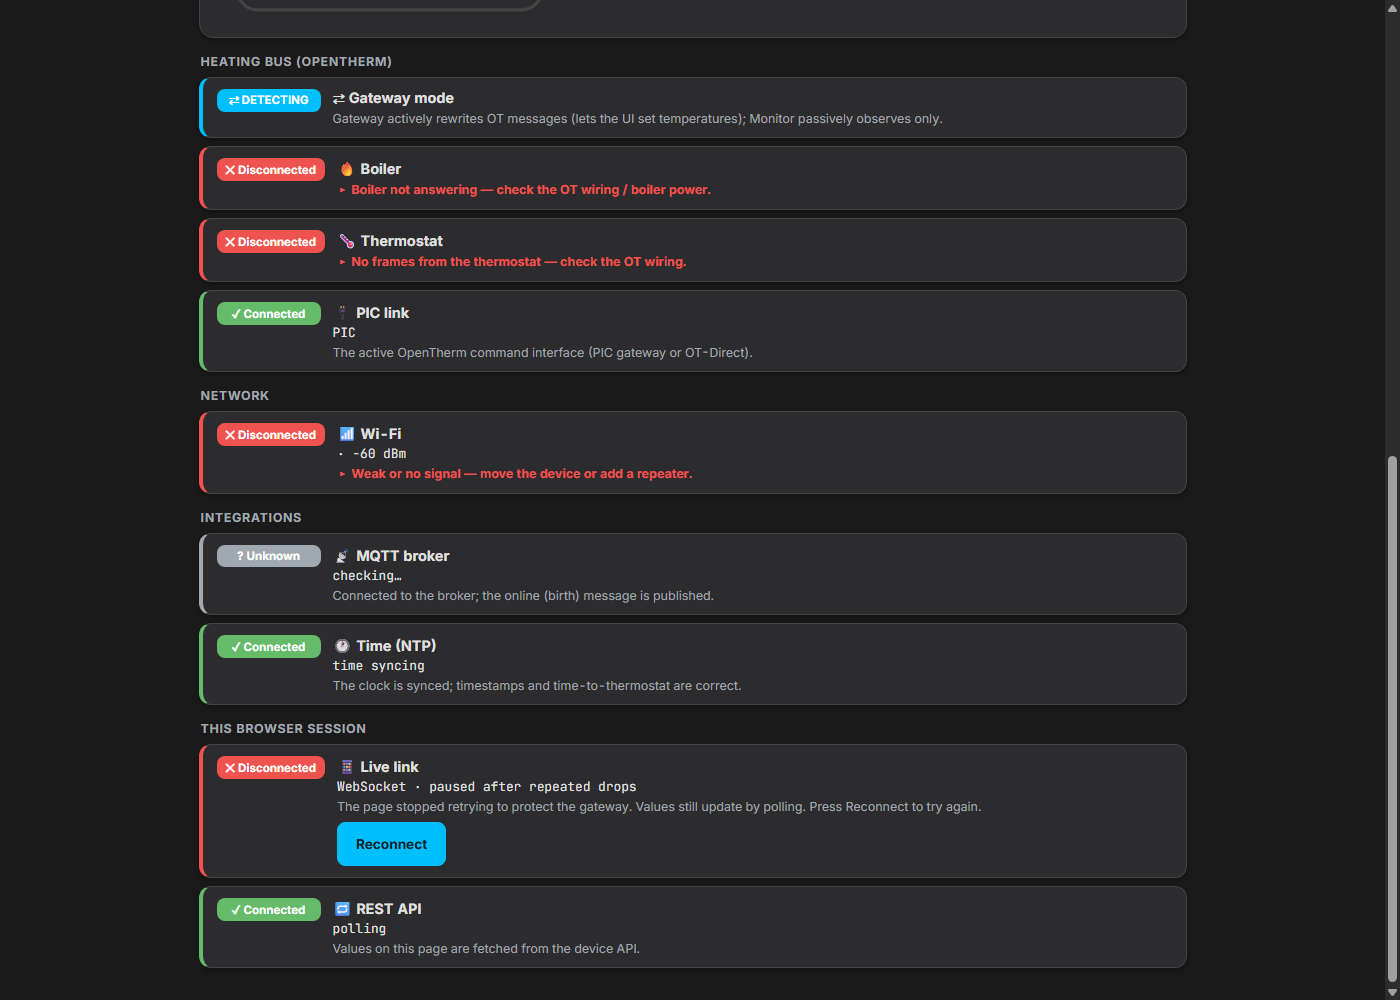 HEATING BUS (OPENTHERM)
⇄ DETECTING
⇄ Gateway mode
Gateway actively rewrites OT messages (lets the UI set temperatures); Monitor passively observes only.
✕ Disconnected
🔥 Boiler
▸ Boiler not answering — check the OT wiring / boiler power.
✕ Disconnected
🌡 Thermostat
▸ No frames from the thermostat — check the OT wiring.
✓ Connected
🔌 PIC link
PIC
The active OpenTherm command interface (PIC gateway or OT-Direct).
NETWORK
✕ Disconnected
📶 Wi-Fi
· -60 dBm
▸ Weak or no signal — move the device or add a repeater.
INTEGRATIONS
? Unknown
📡 MQTT broker
checking…
Connected to the broker; the online (birth) message is published.
✓ Connected
🕐 Time (NTP)
time syncing
The clock is synced; timestamps and time-to-thermostat are correct.
THIS BROWSER SESSION
✕ Disconnected
Live link
WebSocket · paused after repeated drops
The page stopped retrying to protect the gateway. Values still update by polling. Press Reconnect to try again.
Reconnect
✓ Connected
🔁 REST API
polling
Values on this page are fetched from the device API.